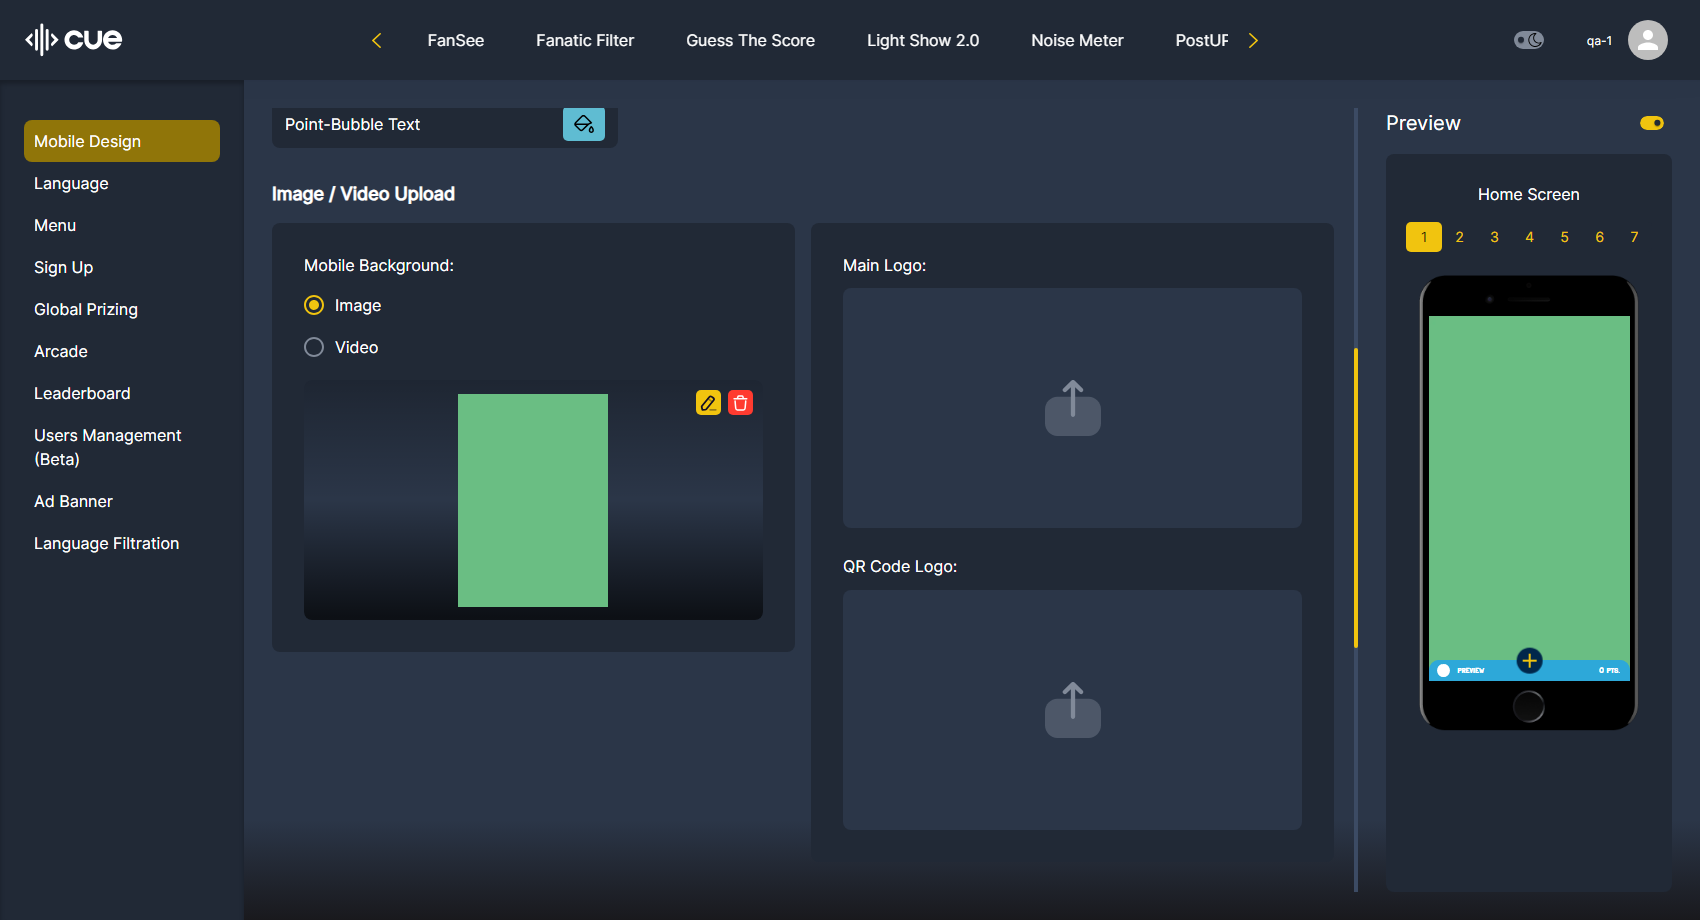 cue
FanSee
Fanatic Filter
Guess The Score
Light Show 2.0
Noise Meter
PostUF
qa-1
Mobile Design
Language
Menu
Sign Up
Global Prizing
Arcade
Leaderboard
Users Management
(Beta)
Ad Banner
Language Filtration
Point-Bubble Text
Image / Video Upload
Mobile Background:
Image
Video
Main Logo:
QR Code Logo:
Preview
Home Screen
1 2 3 4 5 6 7
PREVIEW
0 PTS.